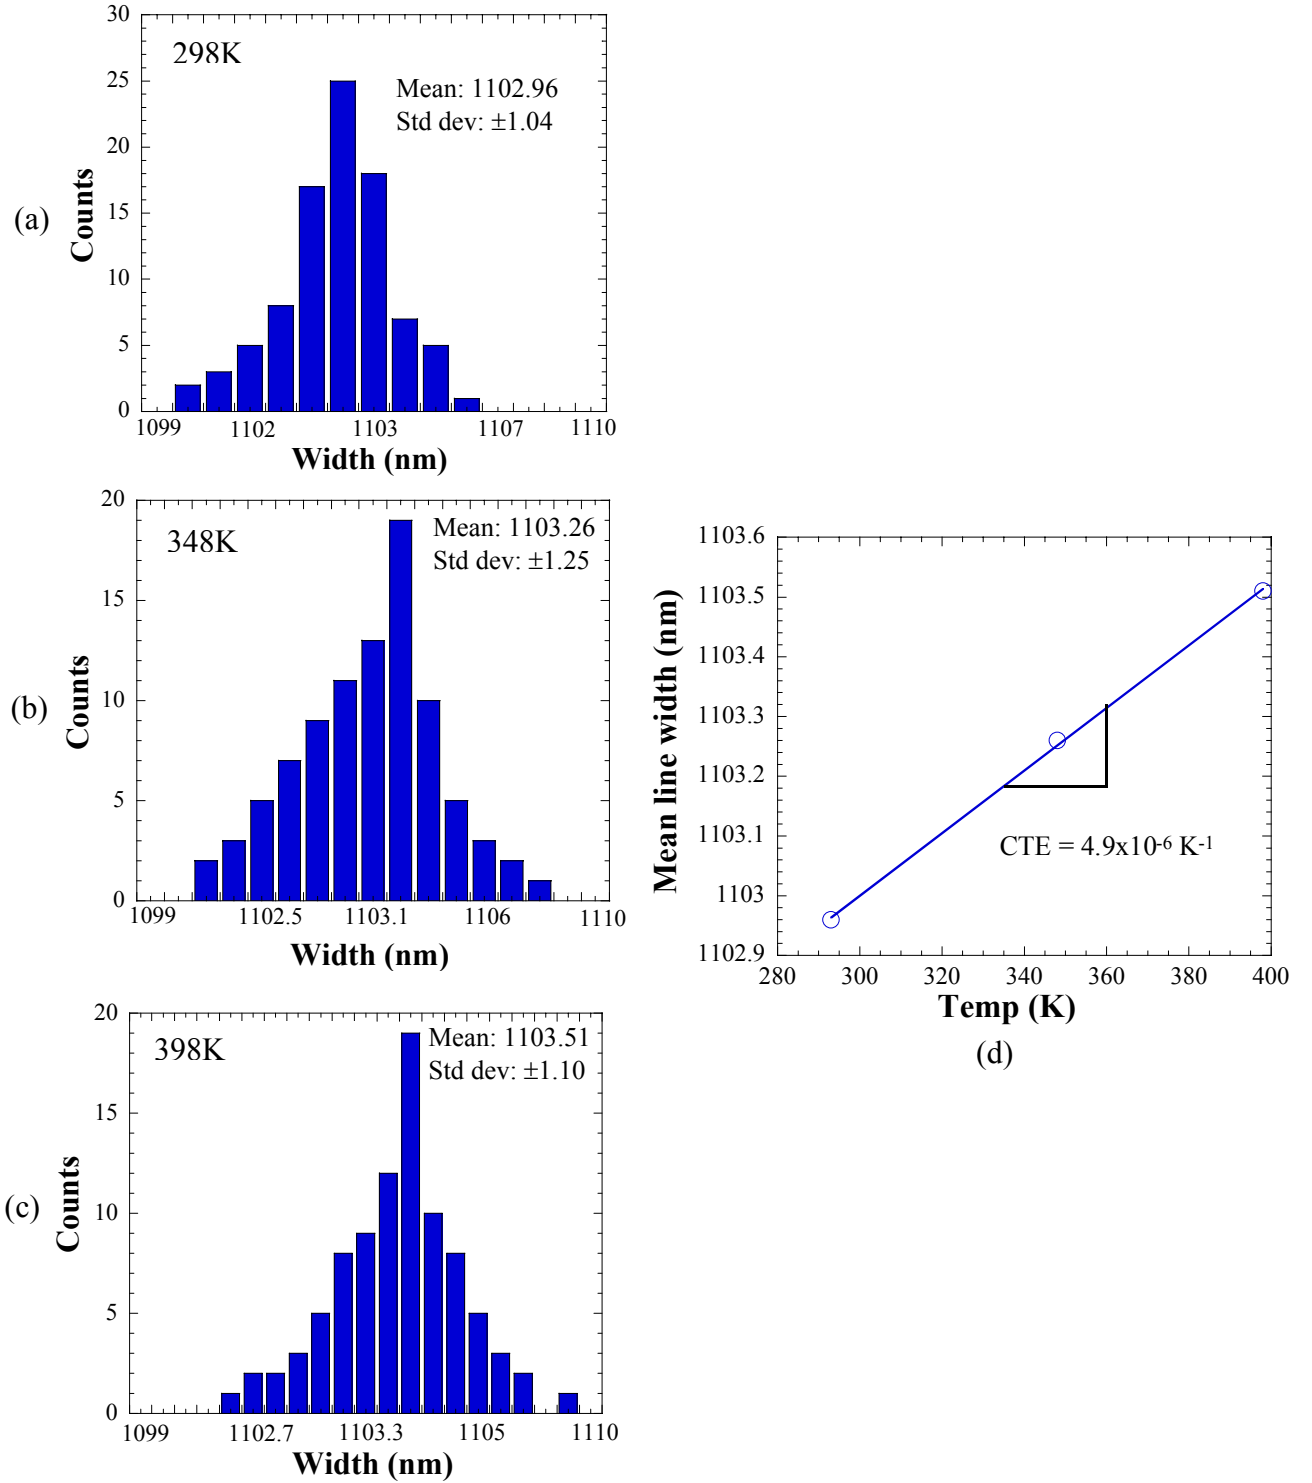 (a)
298K
Mean: 1102.96
Std dev: ±1.04
Counts
30
25
20
15
10
5
0
1099 1102 1103 1107 1110
Width (nm)
(b)
348K
Mean: 1103.26
Std dev: ±1.25
Counts
20
15
10
5
0
1099 1102.5 1103.1 1106 1110
Width (nm)
(c)
398K
Mean: 1103.51
Std dev: ±1.10
Counts
20
15
10
5
0
1099 1102.7 1103.3 1105 1110
Width (nm)
Mean line width (nm)
1103.6
1103.5
1103.4
1103.3
1103.2
1103.1
1103
1102.9
CTE = 4.9x10-6 K-1
280 300 320 340 360 380 400
Temp (K)
(d)